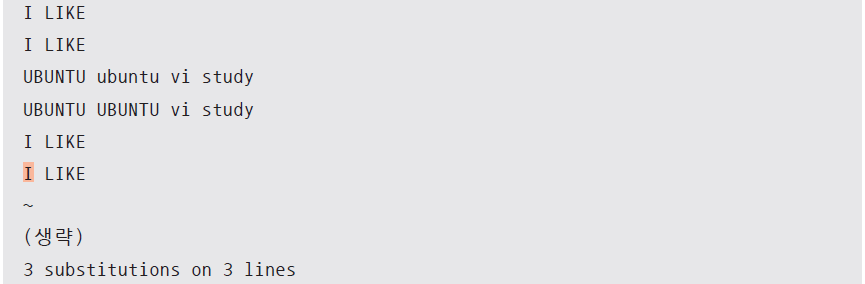 I LIKE
I LIKE
UBUNTU ubuntu vi study
UBUNTU UBUNTU vi study
I LIKE
I LIKE
~
(생략)
3 substitutions on 3 lines